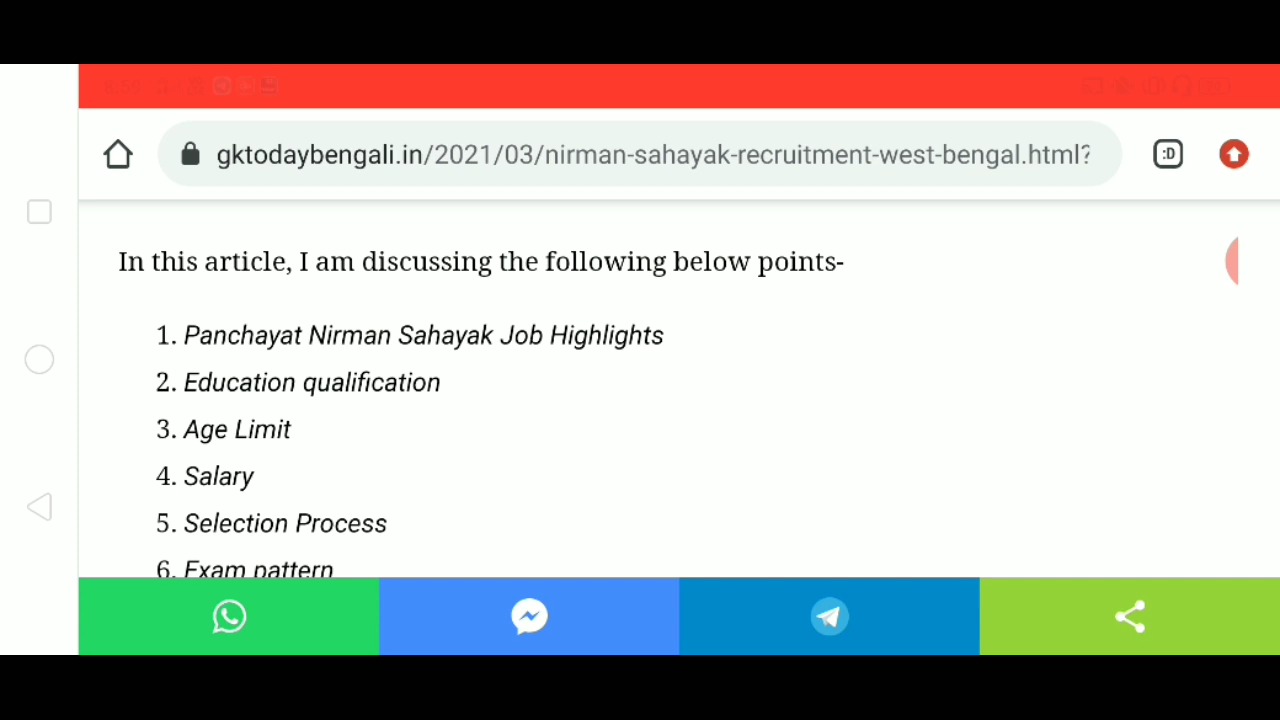 gktodaybengali.in/2021/03/nirman-sahayak-recruitment-west-bengal.html?
:D
In this article, I am discussing the following below points-
1. Panchayat Nirman Sahayak Job Highlights
2. Education qualification
3. Age Limit
4. Salary
5. Selection Process
6. Exam pattern